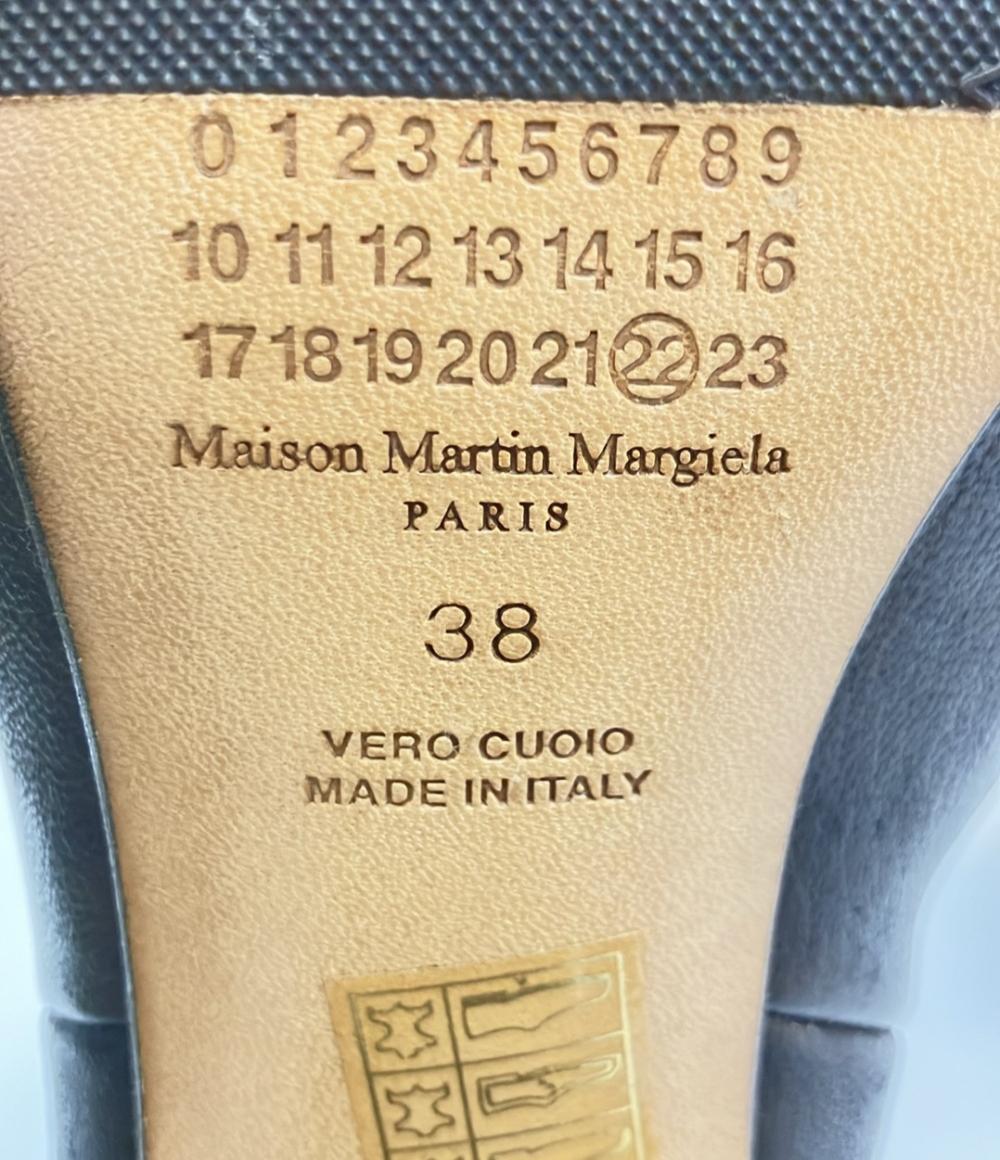 0 1 2 3 4 5 6 7 8 9
10 11 12 13 14 15 16
17 18 19 20 21 22 23
Maison Martin Margiela
PARIS
38
VERO CUOIO
MADE IN ITALY